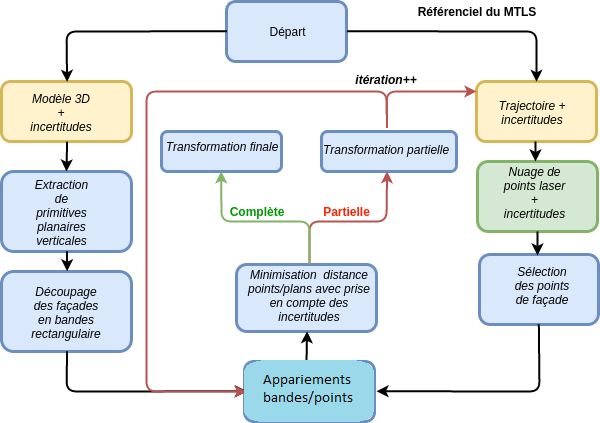 Référenciel du MTLS
Départ
itération++
Modèle 3D
+
incertitudes
Trajectoire +
incertitudes
Transformation finale
Transformation partielle
Extraction
de
primitives
planaires
verticales
Nuage de
points laser
+
incertitudes
Complète
Partielle
Découpage
des façades
en bandes
rectangulaire
Minimisation distance
points/plans avec prise
en compte des
incertitudes
Sélection
des points
de façade
Appariements
bandes/points